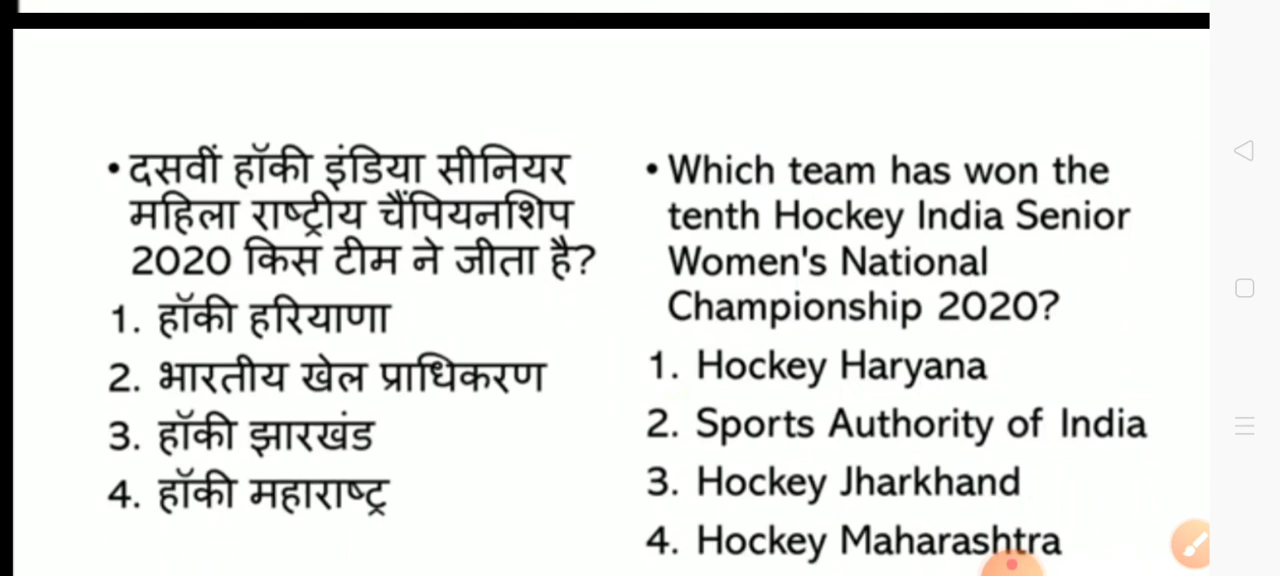 • दसवीं हॉकी इंडिया सीनियर
महिला राष्ट्रीय चैंपियनशिप
2020 किस टीम ने जीता है?
1. हॉकी हरियाणा
2. भारतीय खेल प्राधिकरण
3. हॉकी झारखंड
4. हॉकी महाराष्ट्र
• Which team has won the
tenth Hockey India Senior
Women's National
Championship 2020?
1. Hockey Haryana
2. Sports Authority of India
3. Hockey Jharkhand
4. Hockey Maharashtra